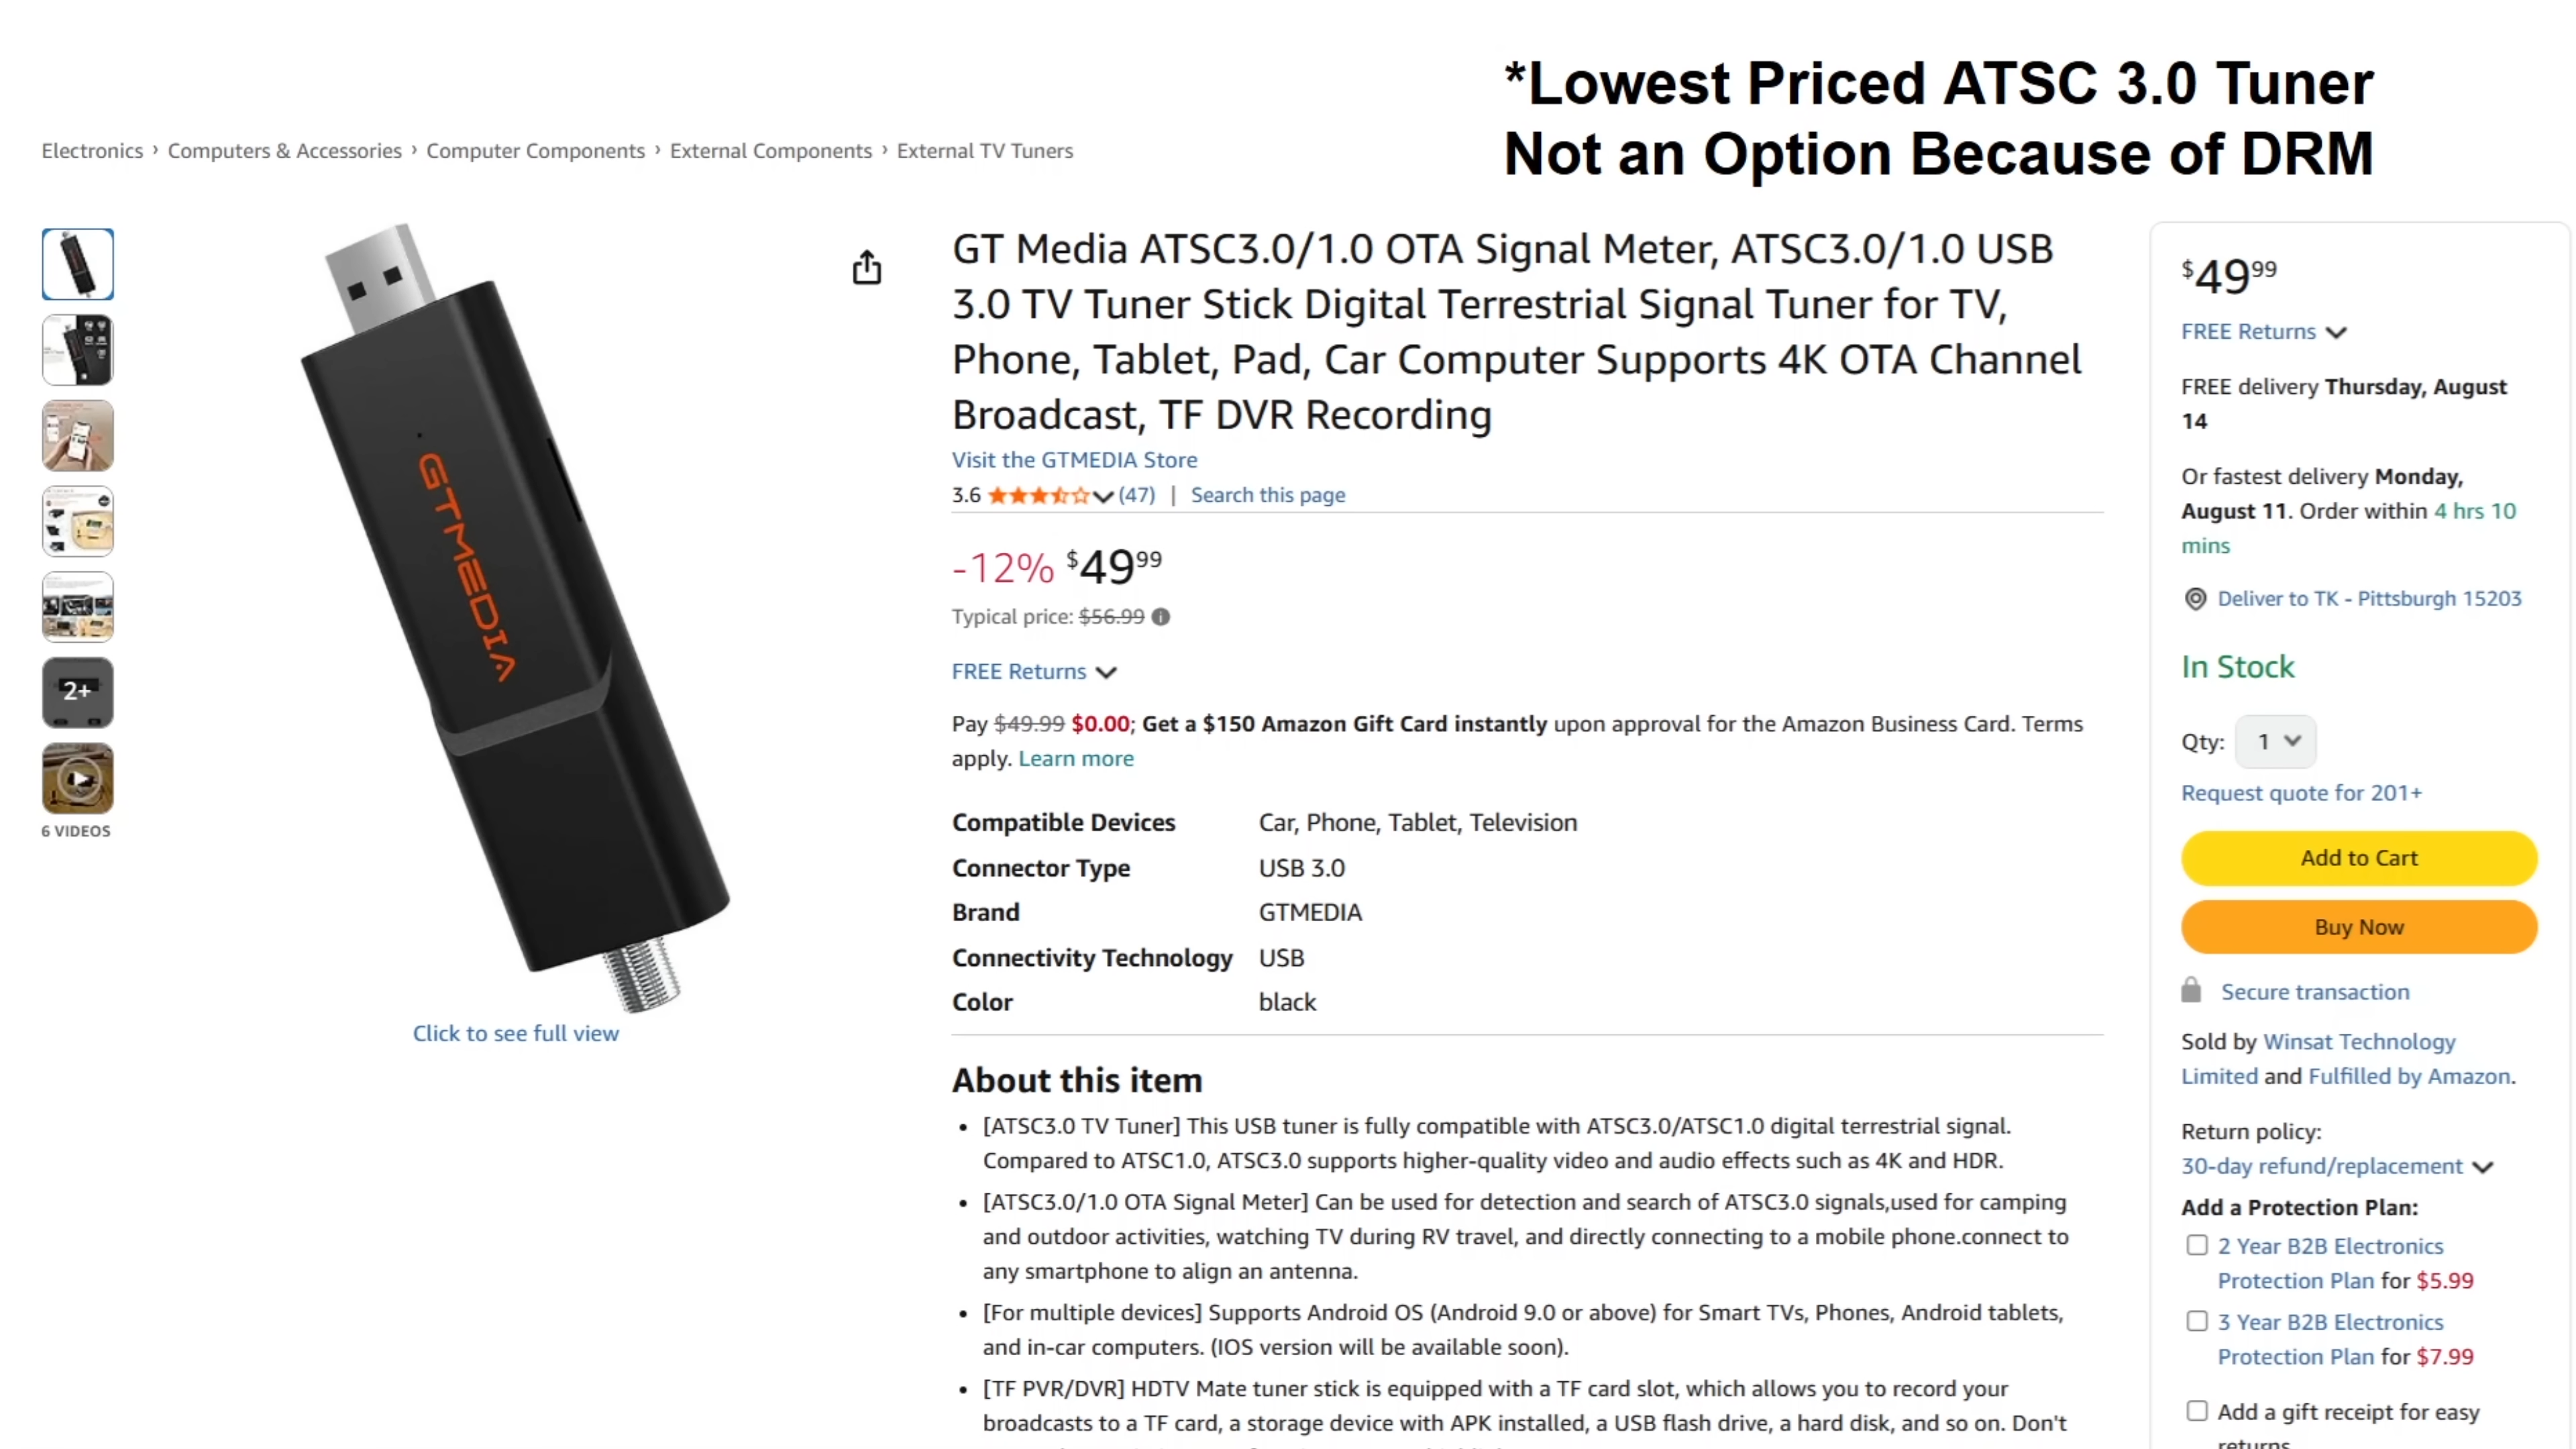 *Lowest Priced ATSC 3.0 Tuner
Not an Option Because of DRM
Electronics › Computers & Accessories › Computer Components › External Components › External TV Tuners
GTMEDIA
2+
6 VIDEOS
Click to see full view
GT Media ATSC3.0/1.0 OTA Signal Meter, ATSC3.0/1.0 USB
3.0 TV Tuner Stick Digital Terrestrial Signal Tuner for TV,
Phone, Tablet, Pad, Car Computer Supports 4K OTA Channel
Broadcast, TF DVR Recording
Visit the GTMEDIA Store
3.6 (47) | Search this page
-12% $49.99
Typical price: $56.99
FREE Returns
Pay $49.99 $0.00; Get a $150 Amazon Gift Card instantly upon approval for the Amazon Business Card. Terms
apply. Learn more
Compatible Devices Car, Phone, Tablet, Television
Connector Type USB 3.0
Brand GTMEDIA
Connectivity Technology USB
Color black
About this item
• [ATSC3.0 TV Tuner] This USB tuner is fully compatible with ATSC3.0/ATSC1.0 digital terrestrial signal.
Compared to ATSC1.0, ATSC3.0 supports higher-quality video and audio effects such as 4K and HDR.
• [ATSC3.0/1.0 OTA Signal Meter] Can be used for detection and search of ATSC3.0 signals,used for camping
and outdoor activities, watching TV during RV travel, and directly connecting to a mobile phone.connect to
any smartphone to align an antenna.
• [For multiple devices] Supports Android OS (Android 9.0 or above) for Smart TVs, Phones, Android tablets,
and in-car computers. (IOS version will be available soon).
• [TF PVR/DVR] HDTV Mate tuner stick is equipped with a TF card slot, which allows you to record your
broadcasts to a TF card, a storage device with APK installed, a USB flash drive, a hard disk, and so on. Don't
$49.99
FREE Returns
FREE delivery Thursday, August
14
Or fastest delivery Monday,
August 11. Order within 4 hrs 10
mins
Deliver to TK - Pittsburgh 15203
In Stock
Qty: 1
Request quote for 201+
Add to Cart
Buy Now
Secure transaction
Sold by Winsat Technology
Limited and Fulfilled by Amazon.
Return policy:
30-day refund/replacement
Add a Protection Plan:
2 Year B2B Electronics
Protection Plan for $5.99
3 Year B2B Electronics
Protection Plan for $7.99
Add a gift receipt for easy
returns